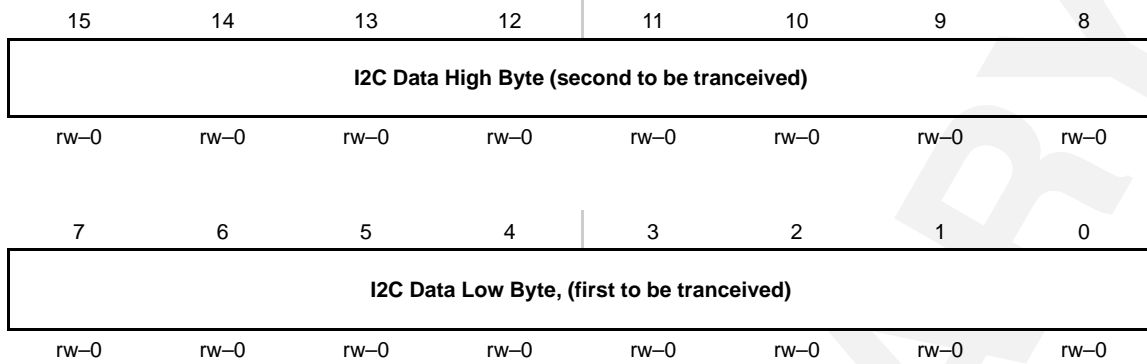 15 14 13 12 11 10 9 8
I2C Data High Byte (second to be tranceived)
rw–0 rw–0 rw–0 rw–0 rw–0 rw–0 rw–0 rw–0
7 6 5 4 3 2 1 0
I2C Data Low Byte, (first to be tranceived)
rw–0 rw–0 rw–0 rw–0 rw–0 rw–0 rw–0 rw–0